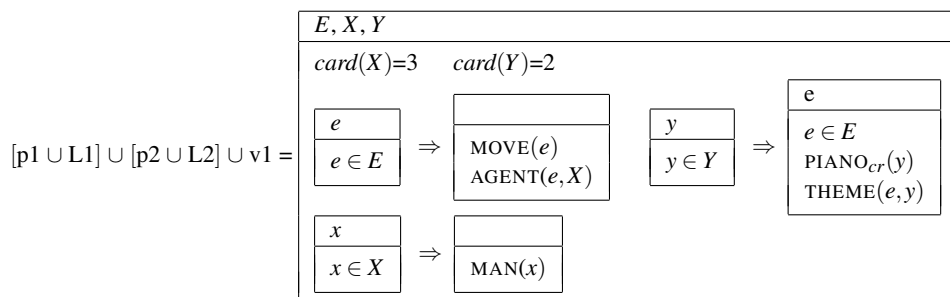 E, X, Y
card(X)=3 card(Y)=2
e
e ∈ E
⇒
MOVE(e)
AGENT(e, X)
y
y ∈ Y
⇒
e
e ∈ E
PIANO_cr(y)
THEME(e, y)
[p1 ∪ L1] ∪ [p2 ∪ L2] ∪ v1 =
x
x ∈ X
⇒
MAN(x)